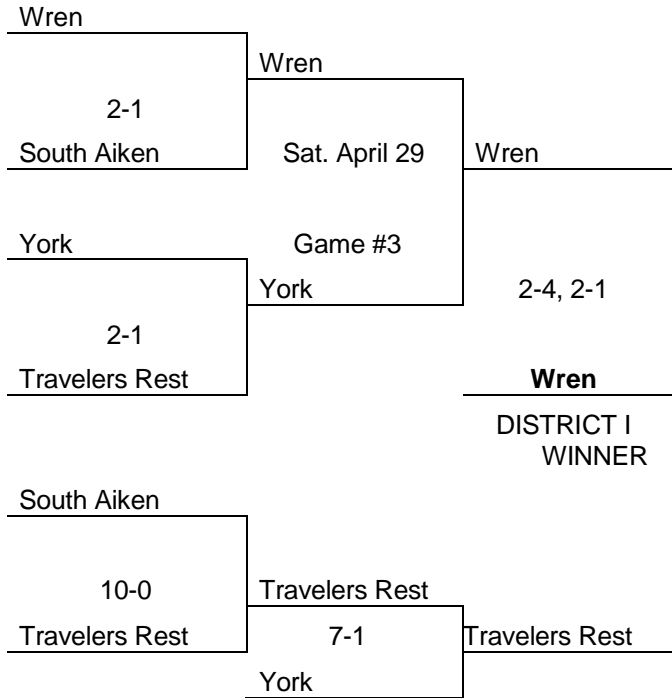 Wren
Wren
2-1
South Aiken
Sat. April 29
Wren
York
Game #3
York
2-4, 2-1
2-1
Travelers Rest
Wren
DISTRICT I
WINNER
South Aiken
10-0
Travelers Rest
Travelers Rest
7-1
Travelers Rest
York